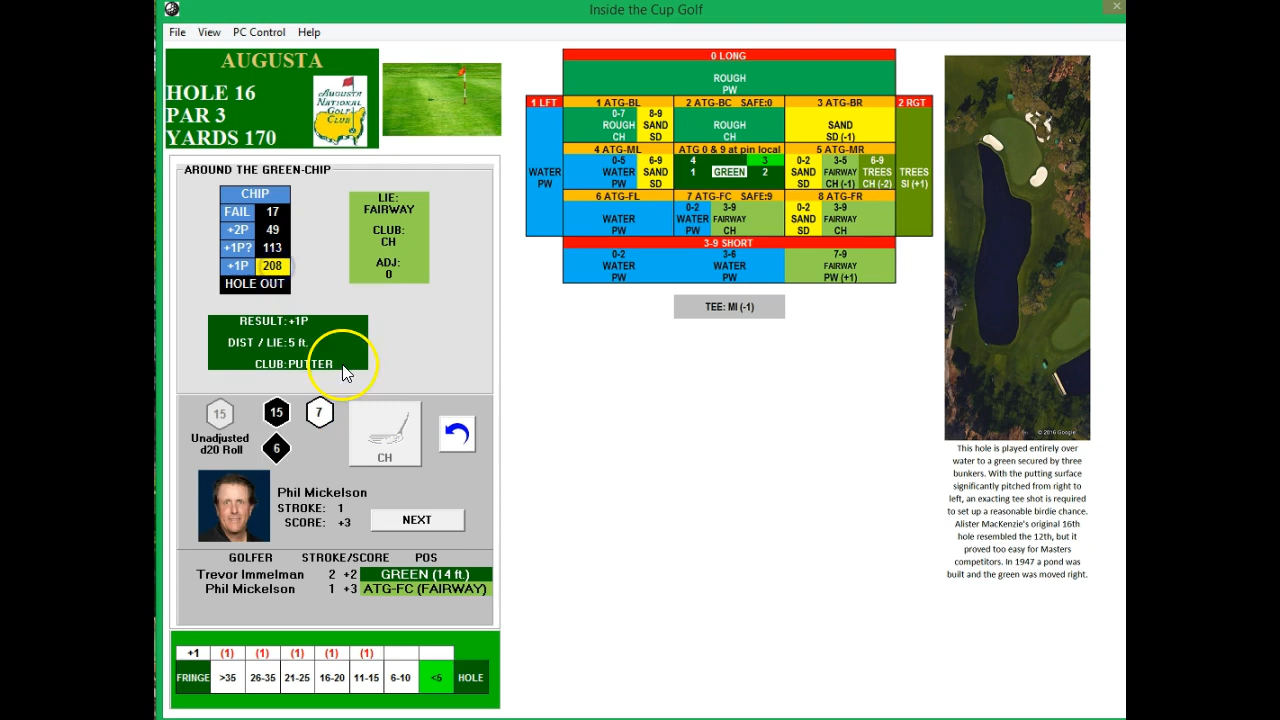 Inside the Cup Golf
File View PC Control Help
AUGUSTA
HOLE 16
PAR 3
YARDS 170
AUGUSTA
NATIONAL
GOLF
CLUB
AROUND THE GREEN-CHIP
CHIP
FAIL 17
+2P 49
+1P? 113
+1P 208
HOLE OUT
LIE:
FAIRWAY
CLUB:
CH
ADJ:
0
RESULT: +1P
DIST / LIE: 5 ft.
CLUB: PUTTER
15 15 7
Unadjusted
d20 Roll
6
CH
Phil Mickelson
STROKE: 1
SCORE: +3
NEXT
GOLFER STROKE/SCORE POS
Trevor Immelman 2 +2 GREEN (14 ft.)
Phil Mickelson 1 +3 ATG-FC (FAIRWAY)
+1 (1) (1) (1) (1) (1)
FRINGE >35 26-35 21-25 16-20 11-15 6-10 <5 HOLE
0 LONG
ROUGH
PW
1 LFT 1 ATG-BL 2 ATG-BC SAFE:0 3 ATG-BR 2 RGT
0-7 8-9
ROUGH SAND ROUGH SAND
CH SD CH SD (-1)
4 ATG-ML ATG 0 & 9 at pin local 5 ATG-MR
0-5 6-9 4 3 0-2 3-5 6-9
WATER WATER SAND 1 GREEN 2 SAND FAIRWAY TREES TREES
PW PW SD SD CH (-1) CH (-2) SI (+1)
6 ATG-FL 7 ATG-FC SAFE:9 8 ATG-FR
0-2 3-9 0-2 3-9
WATER WATER FAIRWAY SAND FAIRWAY
PW PW CH SD CH
3-9 SHORT
0-2 3-6 7-9
WATER WATER FAIRWAY
PW PW PW (+1)
TEE: MI (-1)
© 2016 Google
This hole is played entirely over
water to a green secured by three
bunkers. With the putting surface
significantly pitched from right to
left, an exacting tee shot is required
to set up a reasonable birdie chance.
Alister MacKenzie's original 16th
hole resembled the 12th, but it
proved too easy for Masters
competitors. In 1947 a pond was
built and the green was moved right.